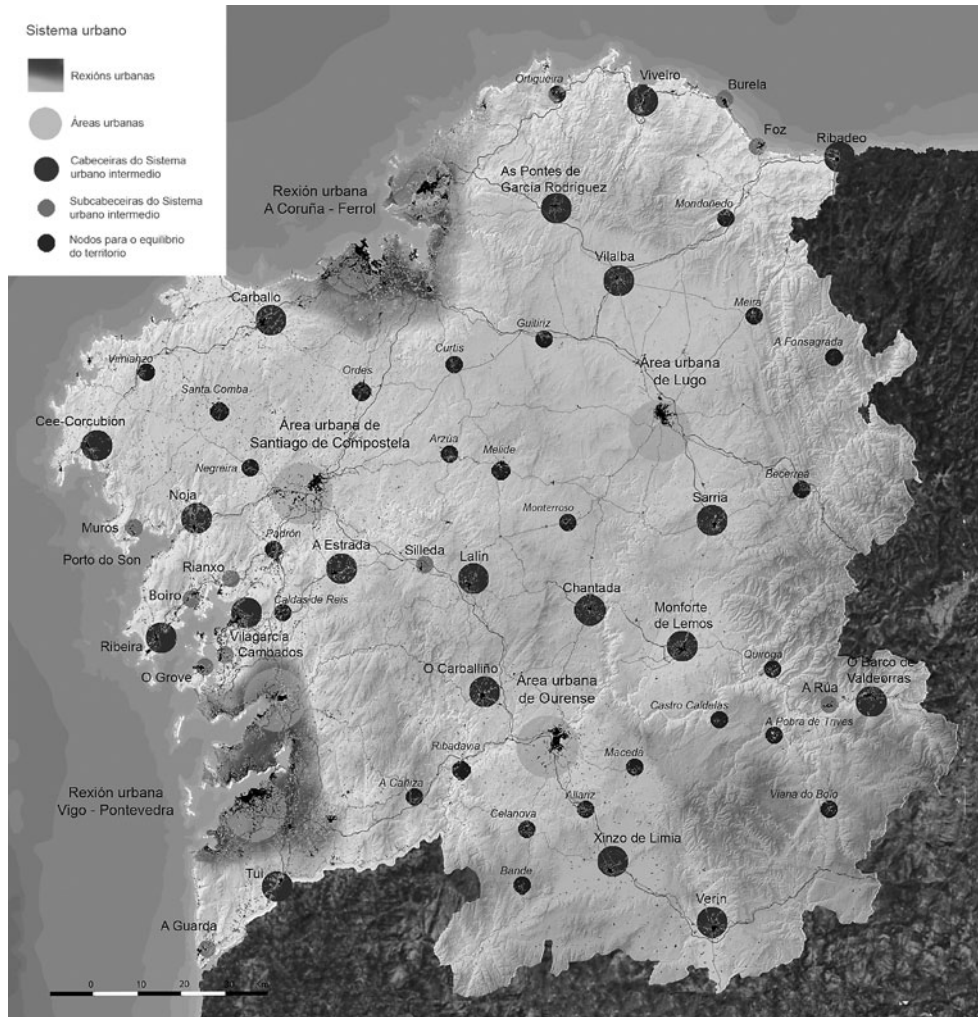 Sistema urbano
Rexións urbanas
Áreas urbanas
Cabeceiras do Sistema
urbano intermedio
Subcabeceiras do Sistema
urbano intermedio
Nodos para o equilibrio
do territorio
Ortigueira
Viveiro
Burela
Foz
Ribadeo
Rexión urbana
A Coruña - Ferrol
As Pontes de
García Rodríguez
Mondoñedo
Vilalba
Carballo
Meira
Guitiriz
A Fonsagrada
Vimianzo
Curtis
Área urbana
de Lugo
Ordes
Santa Comba
Cee-Corcubión
Área urbana de
Santiago de Compostela
Arzúa
Melide
Negreira
Becerreá
Noia
Monterroso
Sarria
Muros
Padrón
Porto do Son
A Estrada
Silleda
Lalín
Rianxo
Chantada
Boiro
Caldas de Reis
Monforte
de Lemos
Ribeira
Vilagarcía
Cambados
O Grove
O Carballiño
Área urbana
de Ourense
Quiroga
O Barco de
Valdeorras
A Rúa
Castro Caldelas
A Pobra de Trives
Ribadavia
Maceda
Rexión urbana
Vigo - Pontevedra
A Cañiza
Allariz
Viana do Bolo
Celanova
Xinzo de Limia
Tui
Bande
Verín
A Guarda
0 10 20 30 Km